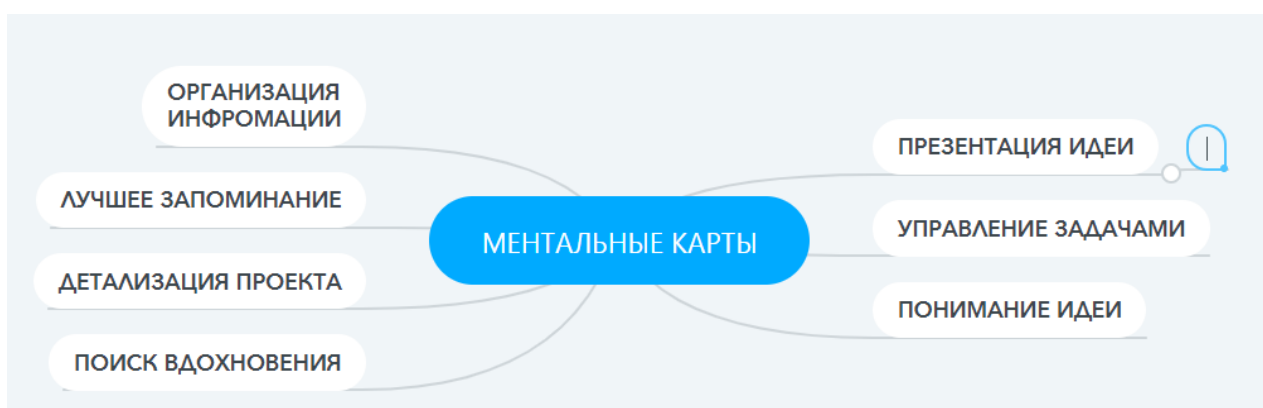 ОРГАНИЗАЦИЯ
ИНФРОМАЦИИ
ЛУЧШЕЕ ЗАПОМИНАНИЕ
ДЕТАЛИЗАЦИЯ ПРОЕКТА
ПОИСК ВДОХНОВЕНИЯ
МЕНТАЛЬНЫЕ КАРТЫ
ПРЕЗЕНТАЦИЯ ИДЕИ
УПРАВЛЕНИЕ ЗАДАЧАМИ
ПОНИМАНИЕ ИДЕИ